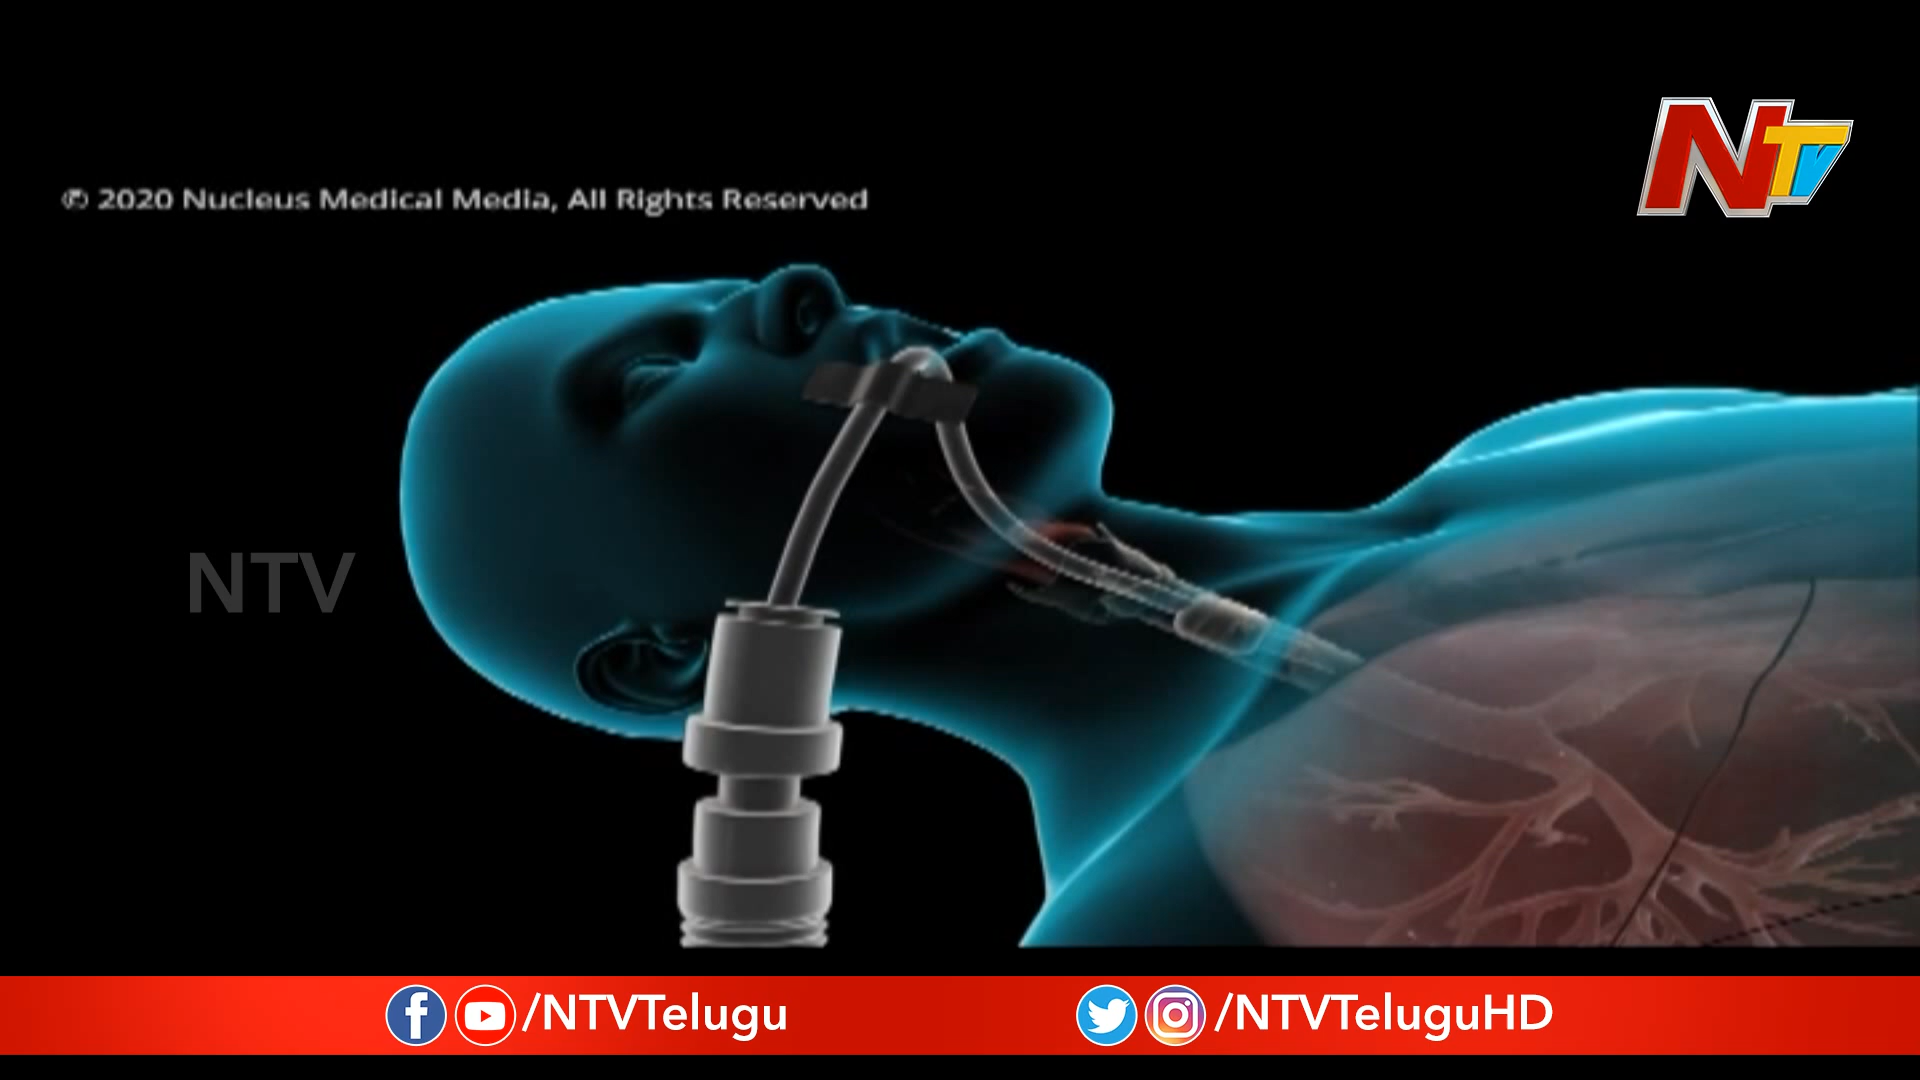 NTV
© 2020 Nucleus Medical Media, All Rights Reserved
NTV
/NTVTelugu
/NTVTeluguHD